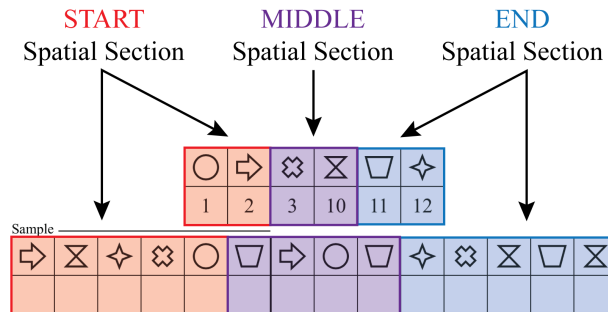 START MIDDLE END
Spatial Section Spatial Section Spatial Section
1 2 3 10 11 12
Sample